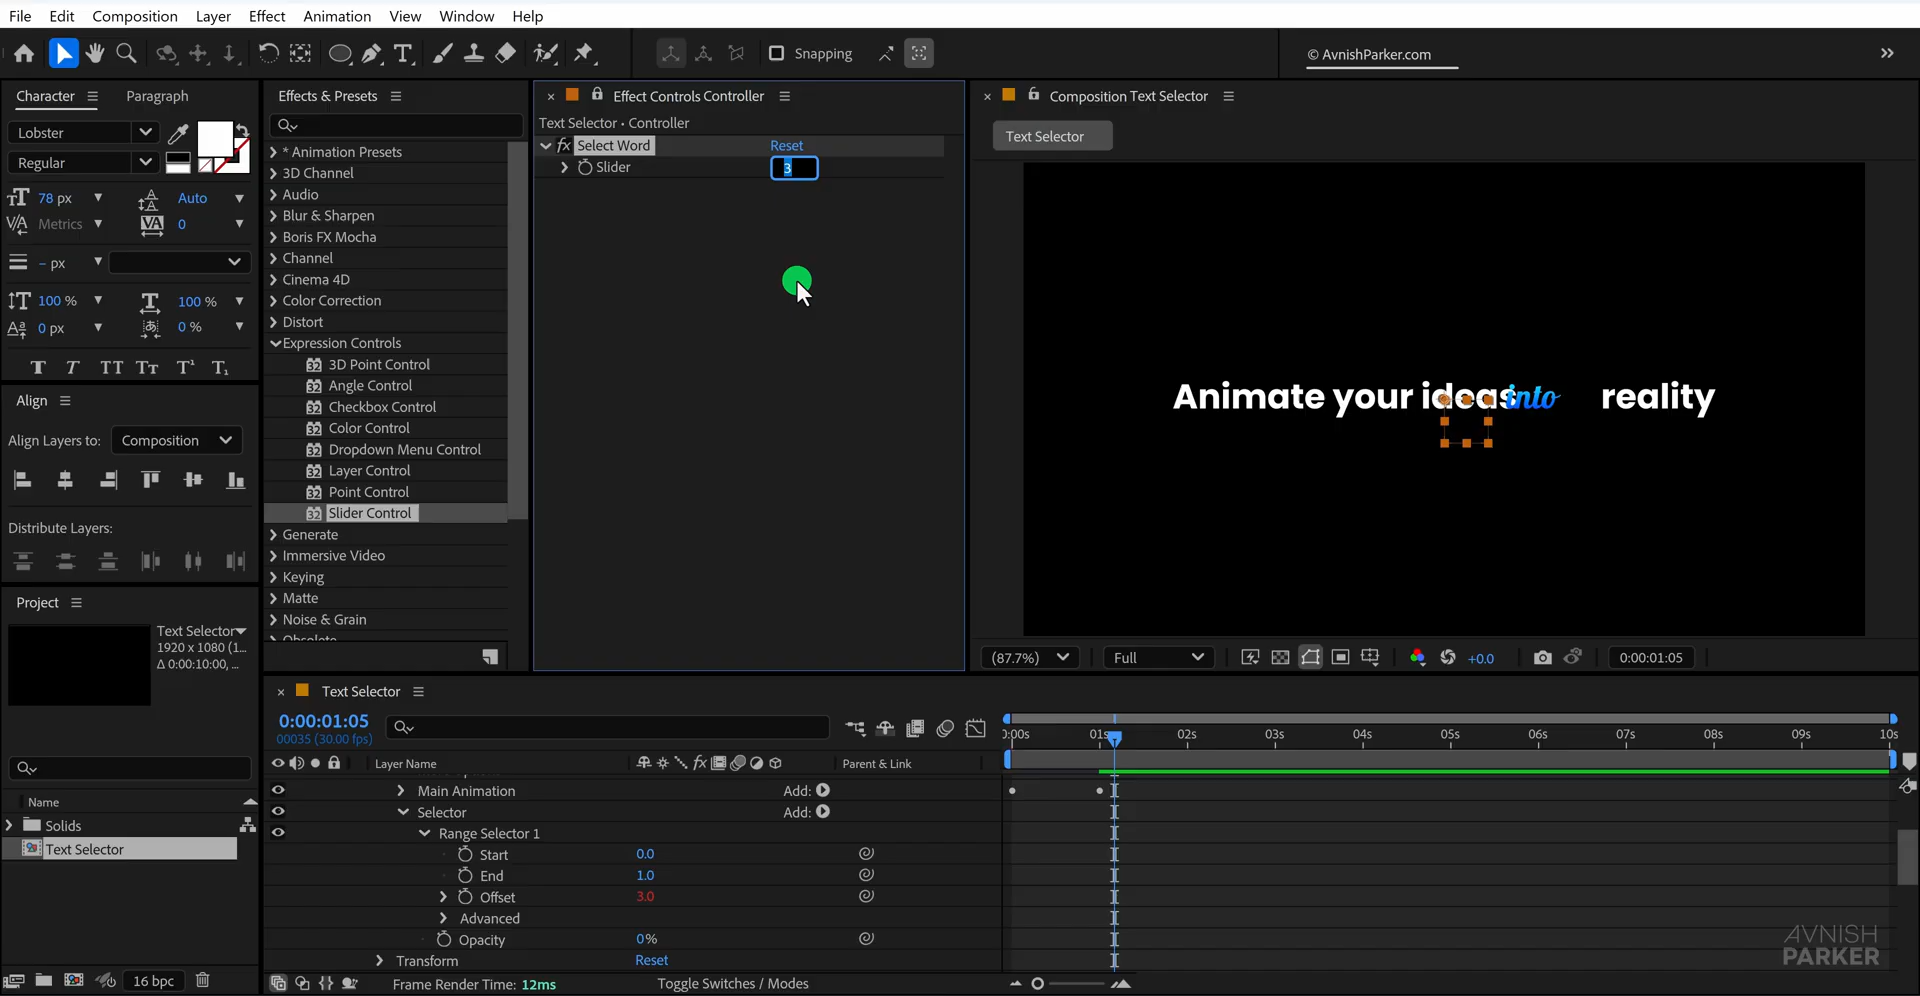 File Edit Composition Layer Effect Animation View Window Help
Snapping
© AvnishParker.com
Character Paragraph
Lobster
Regular
78 px Auto
Metrics 0
– px
100 % 100 %
0 px 0 %
Align
Align Layers to: Composition
Distribute Layers:
Project
Text Selector
1920 x 1080 (1...
Δ 0:00:10:00, ...
Name
Solids
Text Selector
16 bpc
Effects & Presets
* Animation Presets
3D Channel
Audio
Blur & Sharpen
Boris FX Mocha
Channel
Cinema 4D
Color Correction
Distort
Expression Controls
3D Point Control
Angle Control
Checkbox Control
Color Control
Dropdown Menu Control
Layer Control
Point Control
Slider Control
Generate
Immersive Video
Keying
Matte
Noise & Grain
Obsolete
Effect Controls Controller
Text Selector • Controller
fx Select Word Reset
Slider 3
Composition Text Selector
Text Selector
Animate your ideas into reality
(87.7%) Full +0.0 0:00:01:05
Text Selector
0:00:01:05
00035 (30.00 fps)
0:00s 01s 02s 03s 04s 05s 06s 07s 08s 09s 10s
Layer Name Parent & Link
Main Animation Add:
Selector Add:
Range Selector 1
Start 0.0
End 1.0
Offset 3.0
Advanced
Opacity 0%
Transform Reset
Frame Render Time: 12ms Toggle Switches / Modes
AVNISH
PARKER